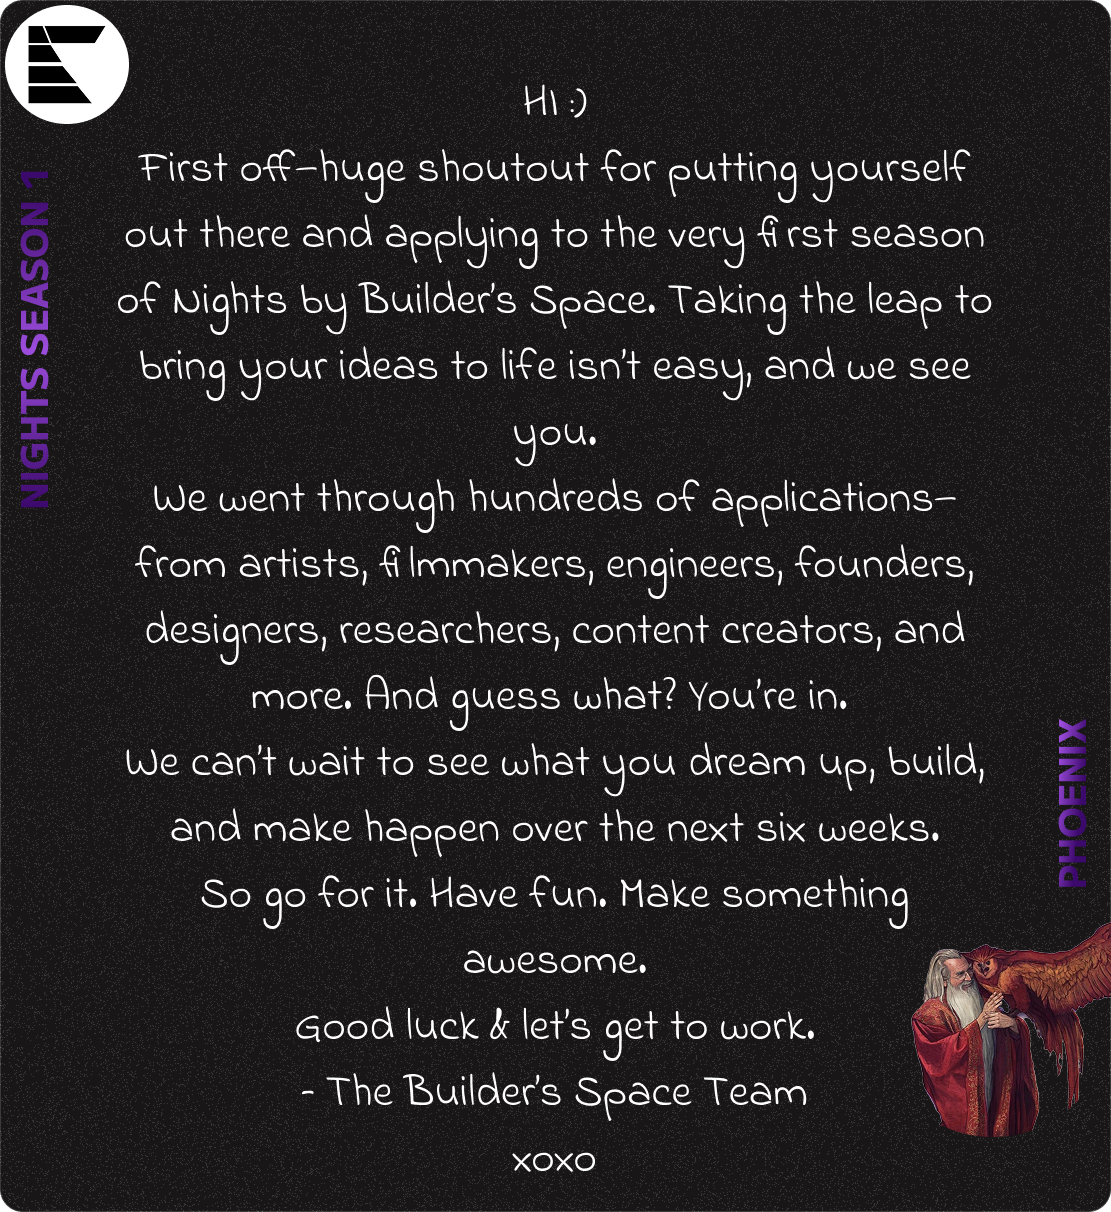 Hi :)
First off—huge shoutout for putting yourself
out there and applying to the very first season
of Nights by Builder's Space. Taking the leap to
bring your ideas to life isn't easy, and we see
you.
We went through hundreds of applications—
from artists, filmmakers, engineers, founders,
designers, researchers, content creators, and
more. And guess what? You're in.
We can't wait to see what you dream up, build,
and make happen over the next six weeks.
So go for it. Have fun. Make something
awesome.
Good luck & let's get to work.
- The Builder's Space Team
xoxo
NIGHTS SEASON 1
PHOENIX